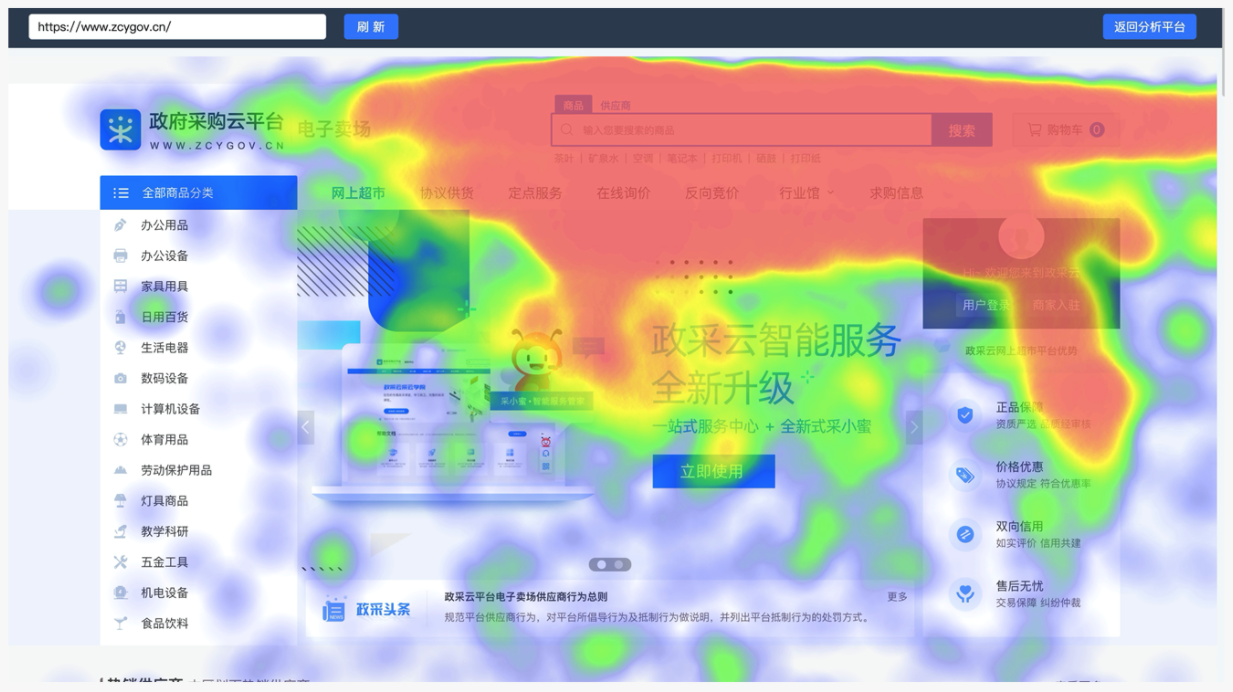 https://www.zcygov.cn/ 刷 新 返回分析平台
政府采购云平台 电子卖场
WWW.ZCYGOV.CN
商品 供应商
输入您要搜索的商品 搜索 购物车 0
茶叶 | 矿泉水 | 空调 | 笔记本 | 打印机 | 硒鼓 | 打印纸
全部商品分类 网上超市 协议供货 定点服务 在线询价 反向竞价 行业馆 求购信息
办公用品
办公设备
家具用具
日用百货
生活电器
数码设备
计算机设备
体育用品
劳动保护用品
灯具商品
教学科研
五金工具
机电设备
食品饮料
政采云智能服务
全新升级
一站式服务中心 + 全新式采小蜜
立即使用
采小蜜·智能服务管家
Hi~ 欢迎您来到政采云
用户登录 商家入驻
政采云网上超市平台优势
正品保障
资质严选 品质经审核
价格优惠
协议规定 符合优惠率
双向信用
如实评价 信用共建
售后无忧
交易保障 纠纷仲裁
NEWS 政采头条
政采云平台电子卖场供应商行为总则 更多
规范平台供应商行为，对平台所倡导行为及抵制行为做说明，并列出平台抵制行为的处罚方式。